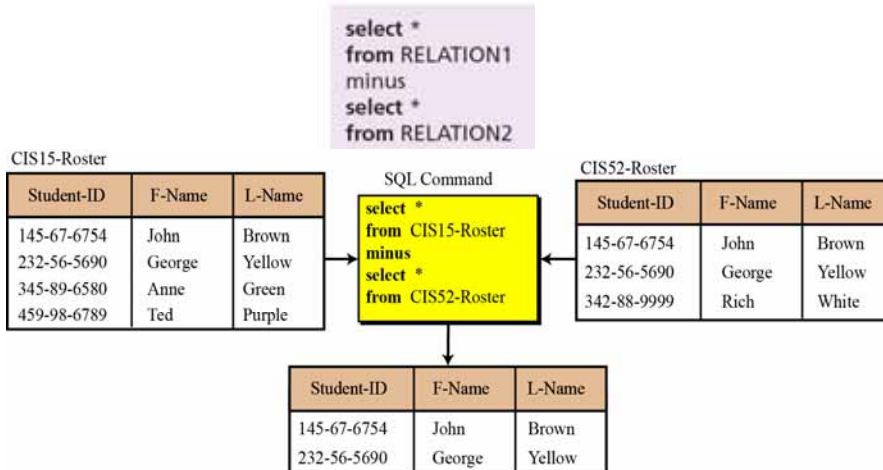 select *
from RELATION1
minus
select *
from RELATION2
CIS15-Roster
Student-ID F-Name L-Name
145-67-6754 John Brown
232-56-5690 George Yellow
345-89-6580 Anne Green
459-98-6789 Ted Purple
SQL Command
select *
from CIS15-Roster
minus
select *
from CIS52-Roster
CIS52-Roster
Student-ID F-Name L-Name
145-67-6754 John Brown
232-56-5690 George Yellow
342-88-9999 Rich White
Student-ID F-Name L-Name
145-67-6754 John Brown
232-56-5690 George Yellow